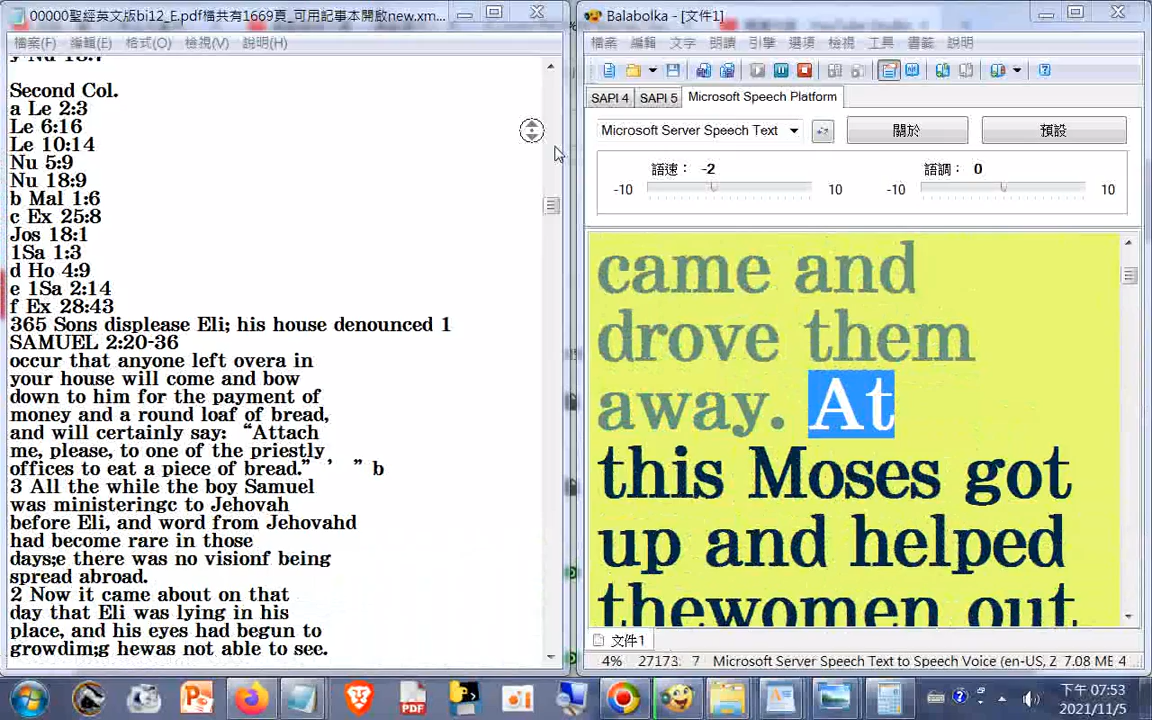 00000聖經英文版bi12_E.pdf檔共有1669頁_可用記事本開啟new.xm...
檔案(F) 編輯(E) 格式(O) 檢視(V) 說明(H)
y Nu 18:7
Second Col.
a Le 2:3
Le 6:16
Le 10:14
Nu 5:9
Nu 18:9
b Mal 1:6
c Ex 25:8
Jos 18:1
1Sa 1:3
d Ho 4:9
e 1Sa 2:14
f Ex 28:43
365 Sons displease Eli; his house denounced 1
SAMUEL 2:20-36
occur that anyone left overa in
your house will come and bow
down to him for the payment of
money and a round loaf of bread,
and will certainly say: “Attach
me, please, to one of the priestly
offices to eat a piece of bread.” ’ ”b
3 All the while the boy Samuel
was ministeringc to Jehovah
before Eli, and word from Jehovahd
had become rare in those
days;e there was no visionf being
spread abroad.
2 Now it came about on that
day that Eli was lying in his
place, and his eyes had begun to
growdim;g hewas not able to see.
Balabolka - [文件1]
檔案 編輯 文字 朗讀 引擎 選項 檢視 工具 書籤 說明
SAPI 4 SAPI 5 Microsoft Speech Platform
Microsoft Server Speech Text 關於 預設
語速： -2 語調： 0
-10 10 -10 10
came and
drove them
away. At
this Moses got
up and helped
thewomen out
文件1
4% 27173: 7 Microsoft Server Speech Text to Speech Voice (en-US, Z 7.08 ME 4
下午 07:53
2021/11/5